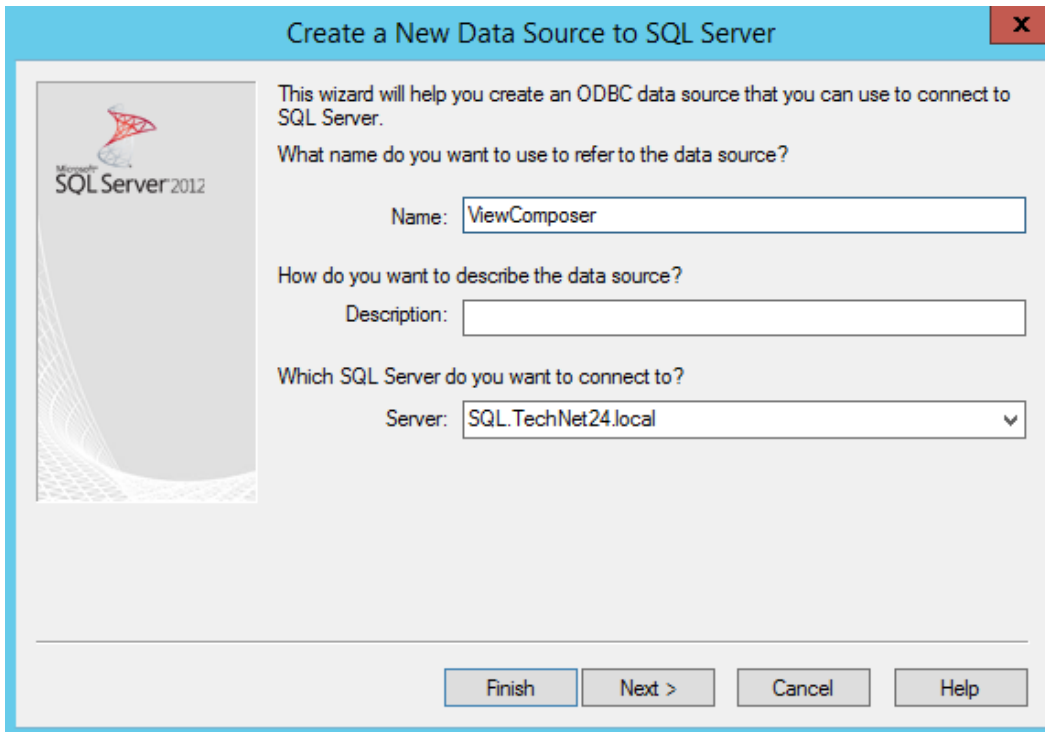 Create a New Data Source to SQL Server
x
This wizard will help you create an ODBC data source that you can use to connect to
SQL Server.
What name do you want to use to refer to the data source?
Microsoft
SQL Server 2012
Name: ViewComposer
How do you want to describe the data source?
Description:
Which SQL Server do you want to connect to?
Server: SQL.TechNet24.local
Finish Next > Cancel Help